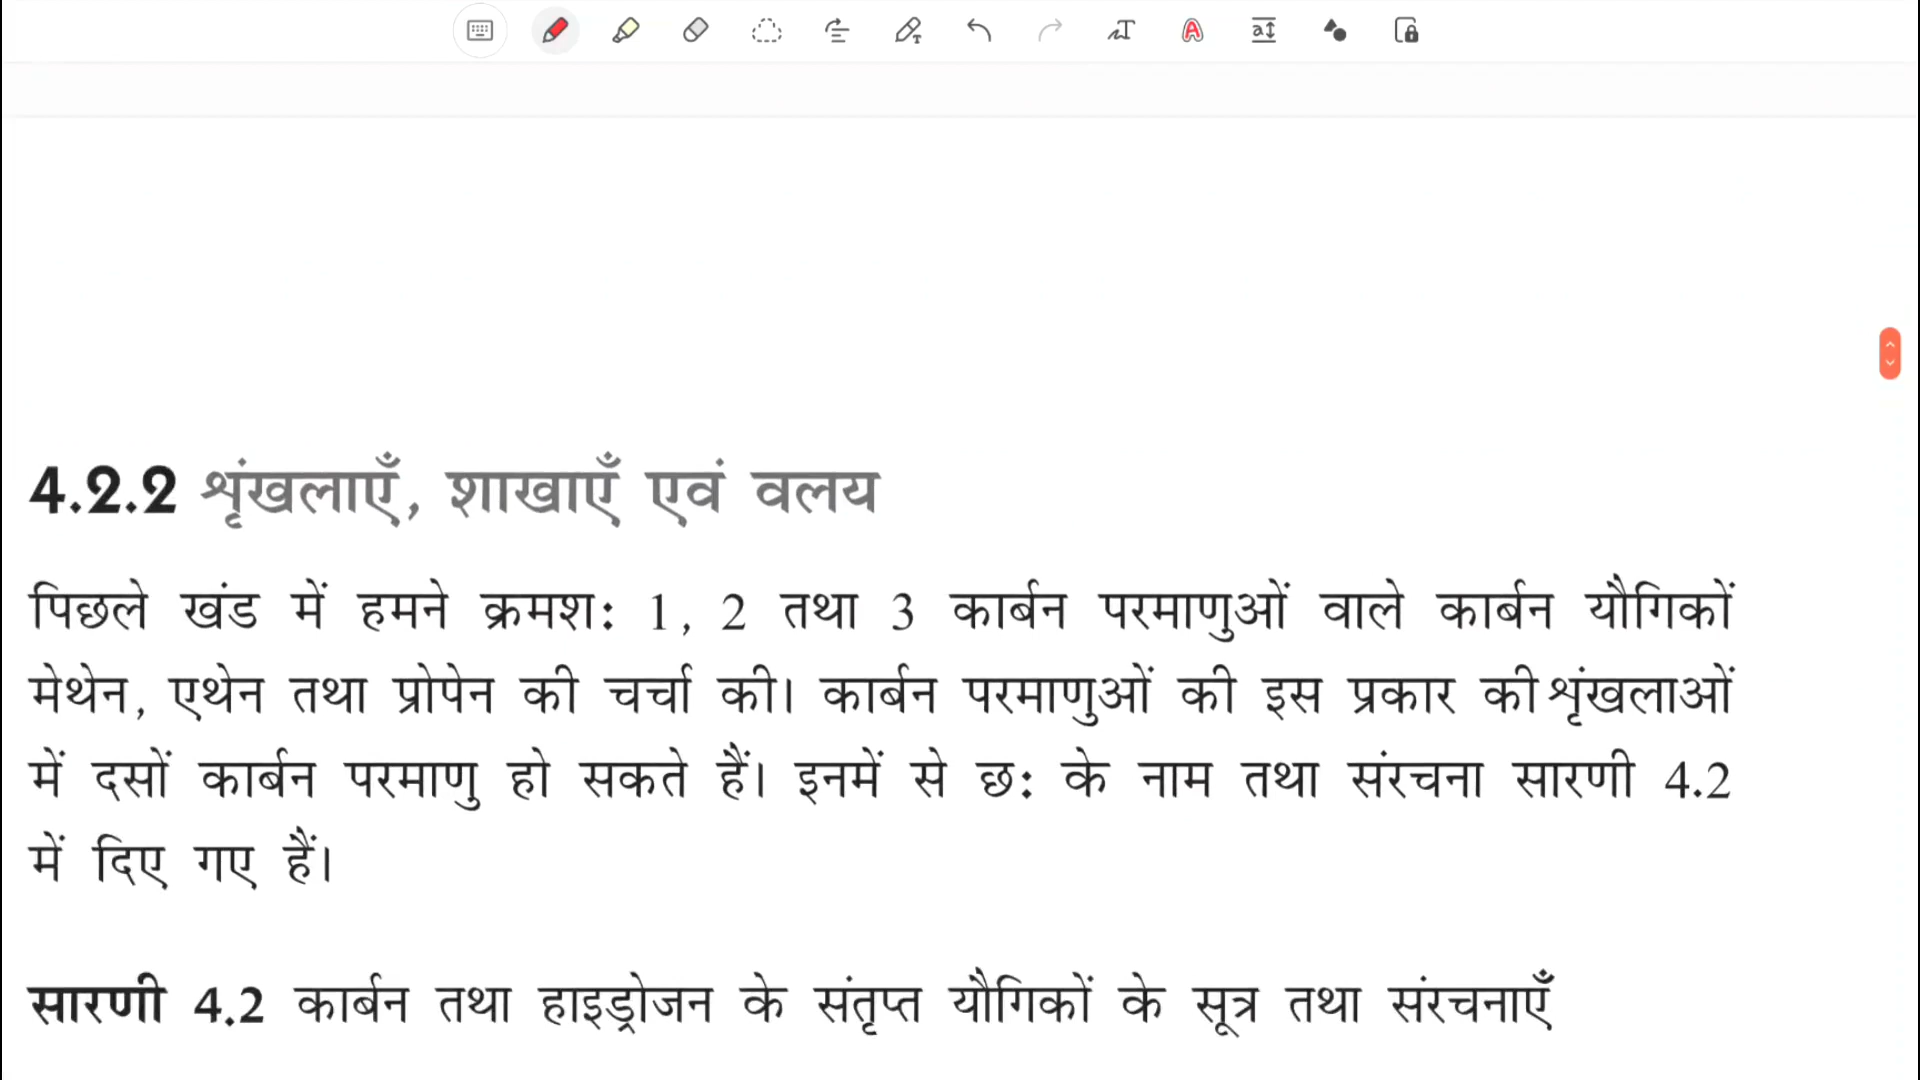 4.2.2 शृंखलाएँ, शाखाएँ एवं वलय
पिछले खंड में हमने क्रमश: 1, 2 तथा 3 कार्बन परमाणुओं वाले कार्बन यौगिकों
मेथेन, एथेन तथा प्रोपेन की चर्चा की। कार्बन परमाणुओं की इस प्रकार की शृंखलाओं
में दसों कार्बन परमाणु हो सकते हैं। इनमें से छ: के नाम तथा संरचना सारणी 4.2
में दिए गए हैं।
सारणी 4.2 कार्बन तथा हाइड्रोजन के संतृप्त यौगिकों के सूत्र तथा संरचनाएँ